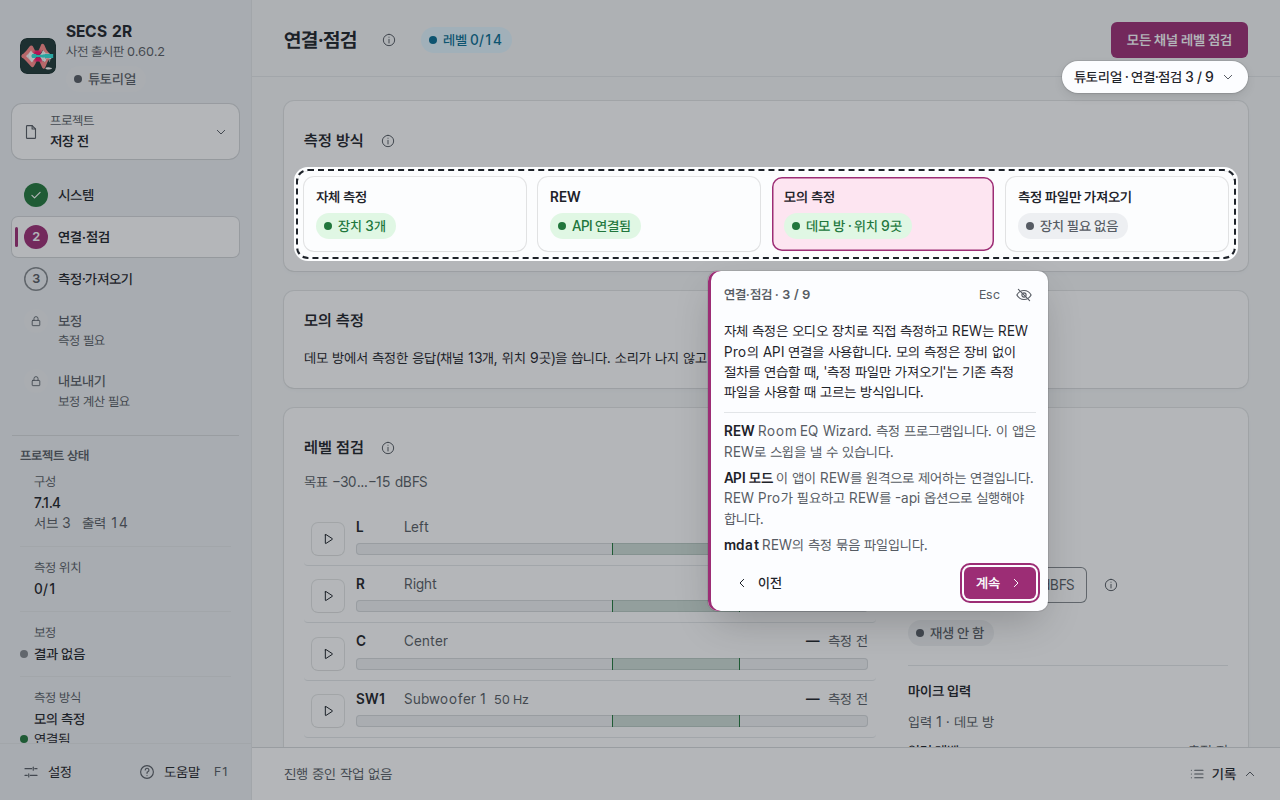 SECS 2R
사전 출시판 0.60.2
튜토리얼
프로젝트
저장 전
시스템
2 연결·점검
3 측정·가져오기
보정
측정 필요
내보내기
보정 계산 필요
프로젝트 상태
구성
7.1.4
서브 3 출력 14
측정 위치
0/1
보정
결과 없음
측정 방식
모의 측정
연결됨
설정
도움말 F1
연결·점검
레벨 0/14
모든 채널 레벨 점검
튜토리얼 · 연결·점검 3 / 9
측정 방식
자체 측정
장치 3개
REW
API 연결됨
모의 측정
데모 방 · 위치 9곳
측정 파일만 가져오기
장치 필요 없음
모의 측정
데모 방에서 측정한 응답(채널 13개, 위치 9곳)을 씁니다. 소리가 나지 않고
연결·점검 · 3 / 9
Esc
자체 측정은 오디오 장치로 직접 측정하고 REW는 REW
Pro의 API 연결을 사용합니다. 모의 측정은 장비 없이
절차를 연습할 때, '측정 파일만 가져오기'는 기존 측정
파일을 사용할 때 고르는 방식입니다.
REW Room EQ Wizard. 측정 프로그램입니다. 이 앱은
REW로 스윕을 낼 수 있습니다.
API 모드 이 앱이 REW를 원격으로 제어하는 연결입니다.
REW Pro가 필요하고 REW를 -api 옵션으로 실행해야
합니다.
mdat REW의 측정 묶음 파일입니다.
이전
계속
레벨 점검
목표 −30…−15 dBFS
L Left
R Right
C Center
— 측정 전
SW1 Subwoofer 1 50 Hz
— 측정 전
재생 안 함
마이크 입력
입력 1 · 데모 방
진행 중인 작업 없음
기록